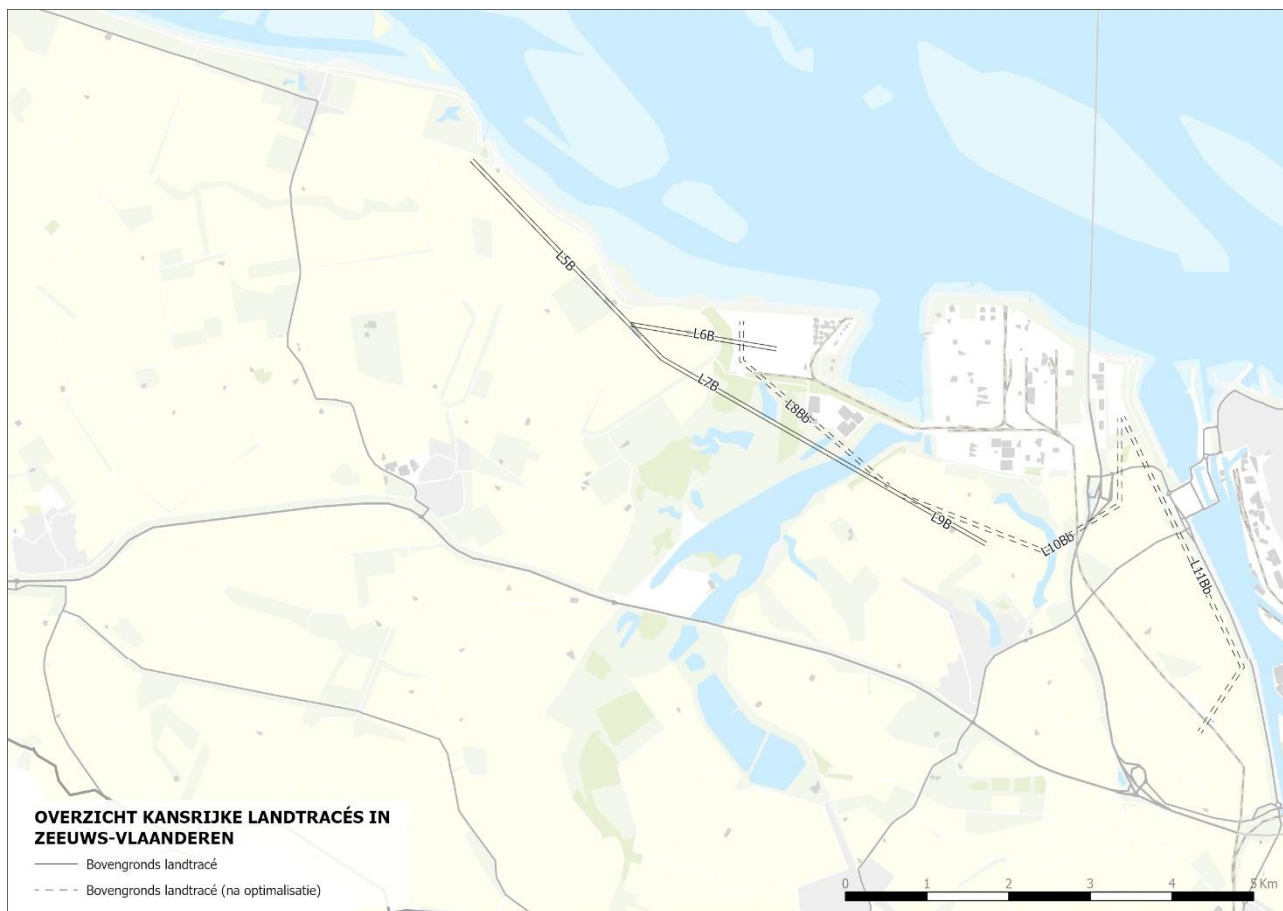 L5B
L6B
L7B
L8Bb
L9B
L10Bb
L11Bb
OVERZICHT KANSRIJKE LANDTRACÉS IN
ZEEUWS-VLAANDEREN
Bovengronds landtracé
Bovengronds landtracé (na optimalisatie)
0 1 2 3 4 5 Km